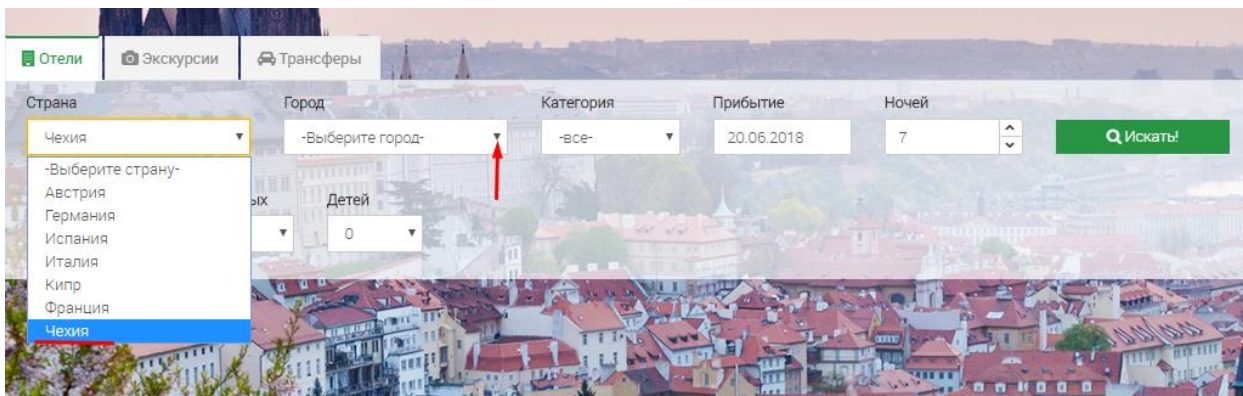 Отели Экскурсии Трансферы
Страна Город Категория Прибытие Ночей
Чехия -Выберите город- -все- 20.06.2018 7 Искать!
-Выберите страну-
Австрия
ых Детей
Германия
Испания 0
Италия
Кипр
Франция
Чехия